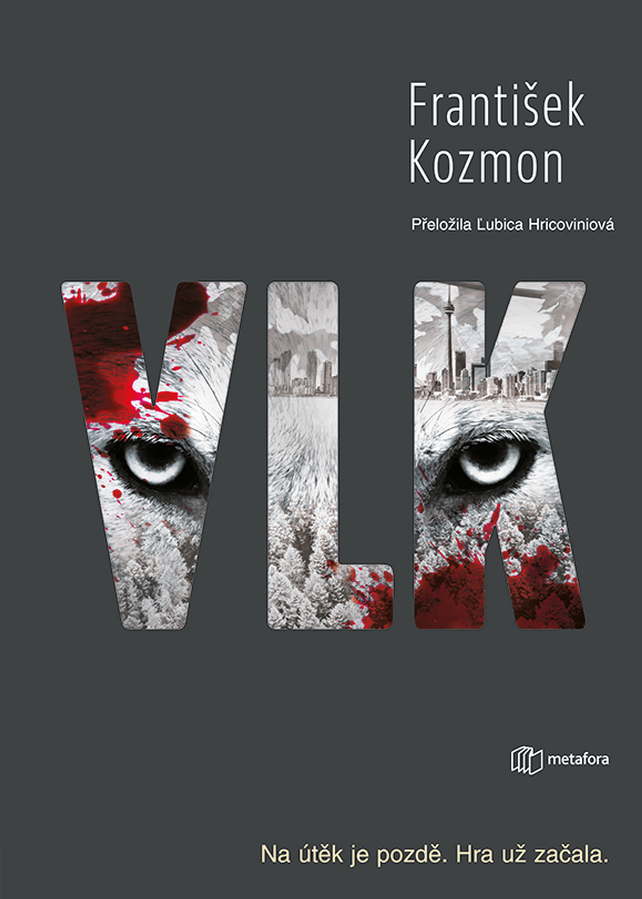 František
Kozmon
Přeložila Ľubica Hricoviniová
VLK
metafora
Na útěk je pozdě. Hra už začala.